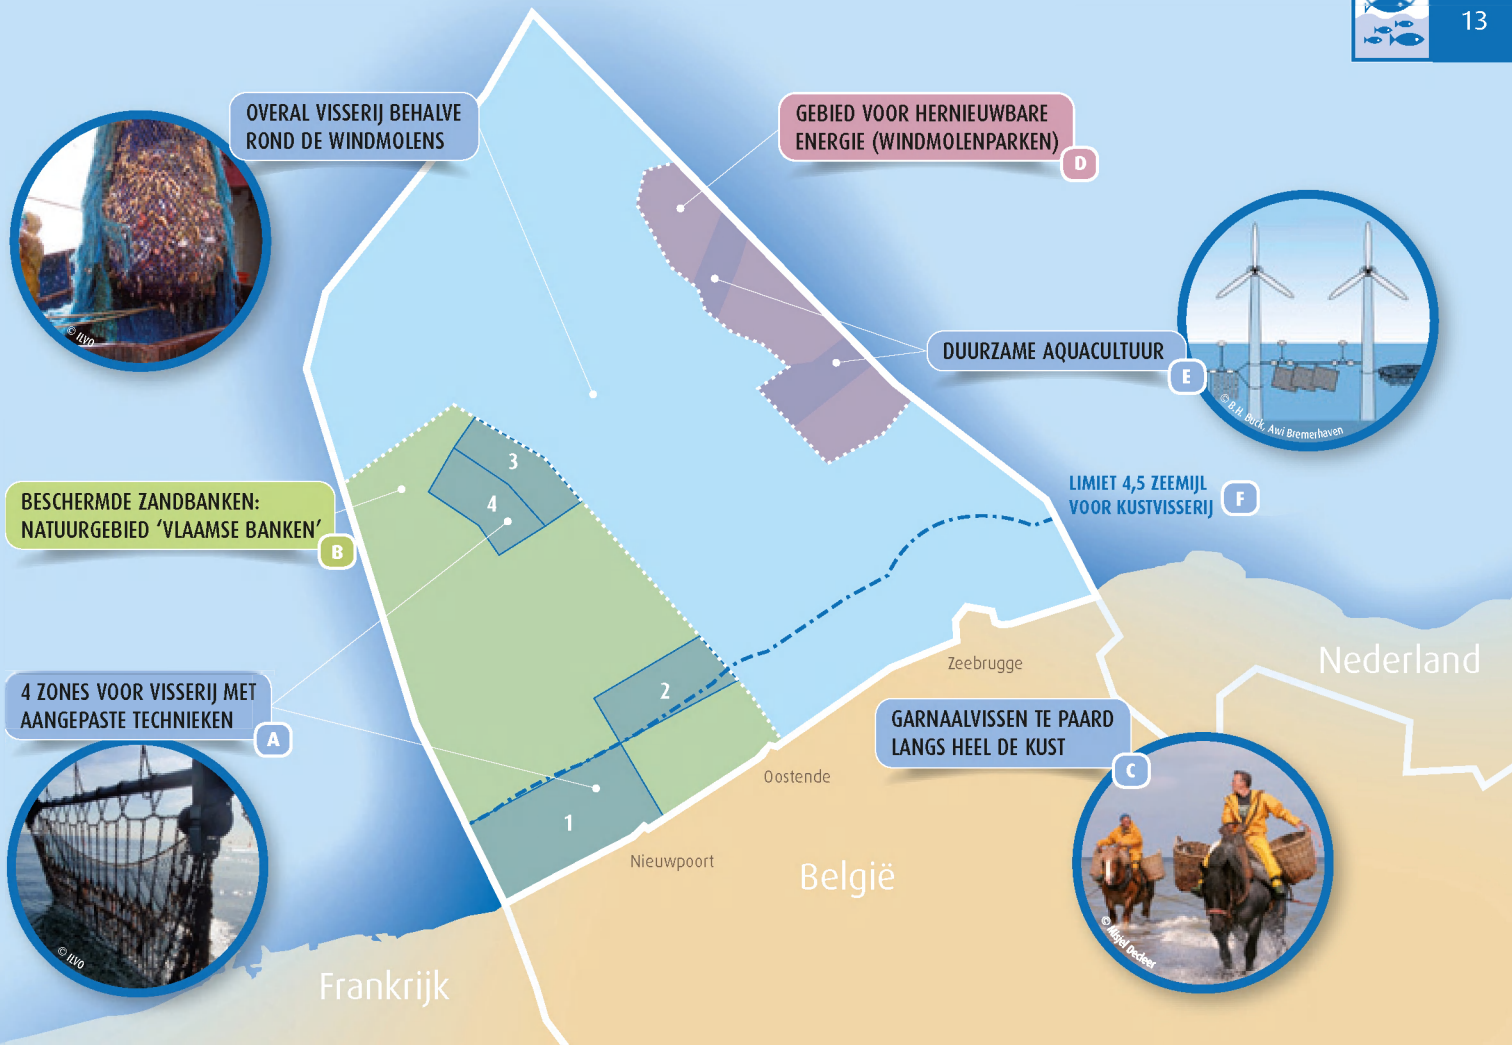 13
OVERAL VISSERIJ BEHALVE
ROND DE WINDMOLENS
GEBIED VOOR HERNIEUWBARE
ENERGIE (WINDMOLENPARKEN)
D
© ILVO
DUURZAME AQUACULTUUR
E
© B.H. Buck, Awi Bremerhaven
3
4
LIMIET 4,5 ZEEMIJL
VOOR KUSTVISSERIJ
F
BESCHERMDE ZANDBANKEN:
NATUURGEBIED ‘VLAAMSE BANKEN’
B
Nederland
Zeebrugge
2
4 ZONES VOOR VISSERIJ MET
AANGEPASTE TECHNIEKEN
A
GARNAALVISSEN TE PAARD
LANGS HEEL DE KUST
C
Oostende
1
Nieuwpoort
België
© Misjel Decleer
© ILVO
Frankrijk